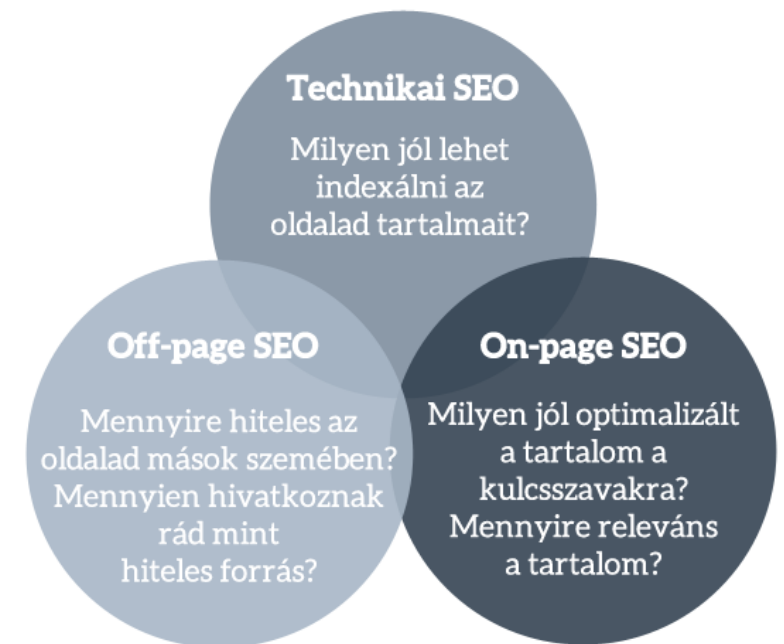 Technikai SEO
Milyen jól lehet
indexálni az
oldalad tartalmait?
Off-page SEO
Mennyire hiteles az
oldalad mások szemében?
Mennyien hivatkoznak
rád mint
hiteles forrás?
On-page SEO
Milyen jól optimalizált
a tartalom a
kulcsszavakra?
Mennyire releváns
a tartalom?